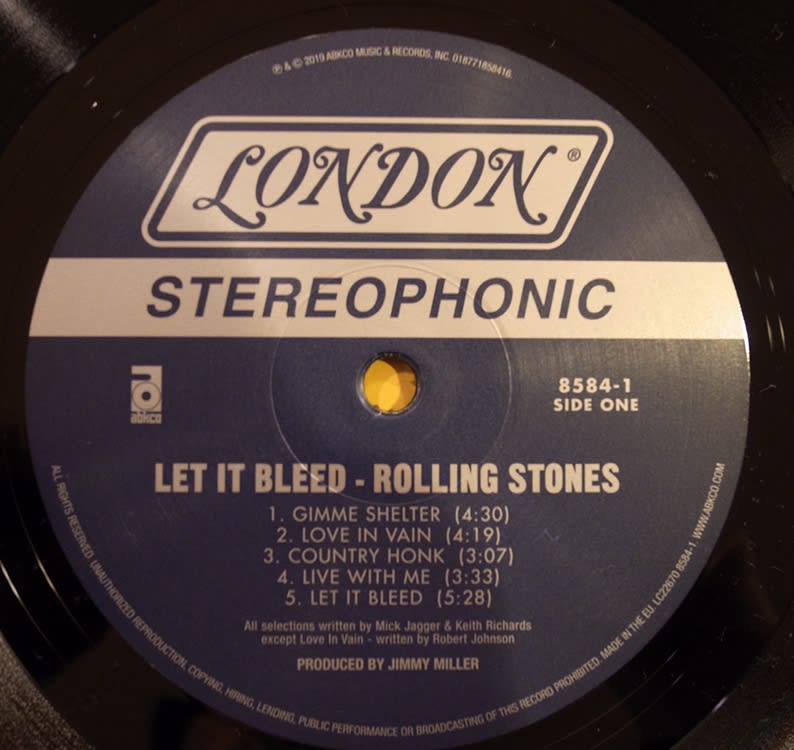 ℗ & © 2019 ABKCO MUSIC & RECORDS, INC. 018771858416.
LONDON ®
STEREOPHONIC
abkco
8584-1
SIDE ONE
LET IT BLEED - ROLLING STONES
1. GIMME SHELTER (4:30)
2. LOVE IN VAIN (4:19)
3. COUNTRY HONK (3:07)
4. LIVE WITH ME (3:33)
5. LET IT BLEED (5:28)
All selections written by Mick Jagger & Keith Richards
except Love In Vain - written by Robert Johnson
PRODUCED BY JIMMY MILLER
ALL RIGHTS RESERVED. UNAUTHORIZED REPRODUCTION, COPYING, HIRING, LENDING, PUBLIC PERFORMANCE OR BROADCASTING OF THIS RECORD PROHIBITED. MADE IN THE EU. LC22670 8584-1. WWW.ABKCO.COM